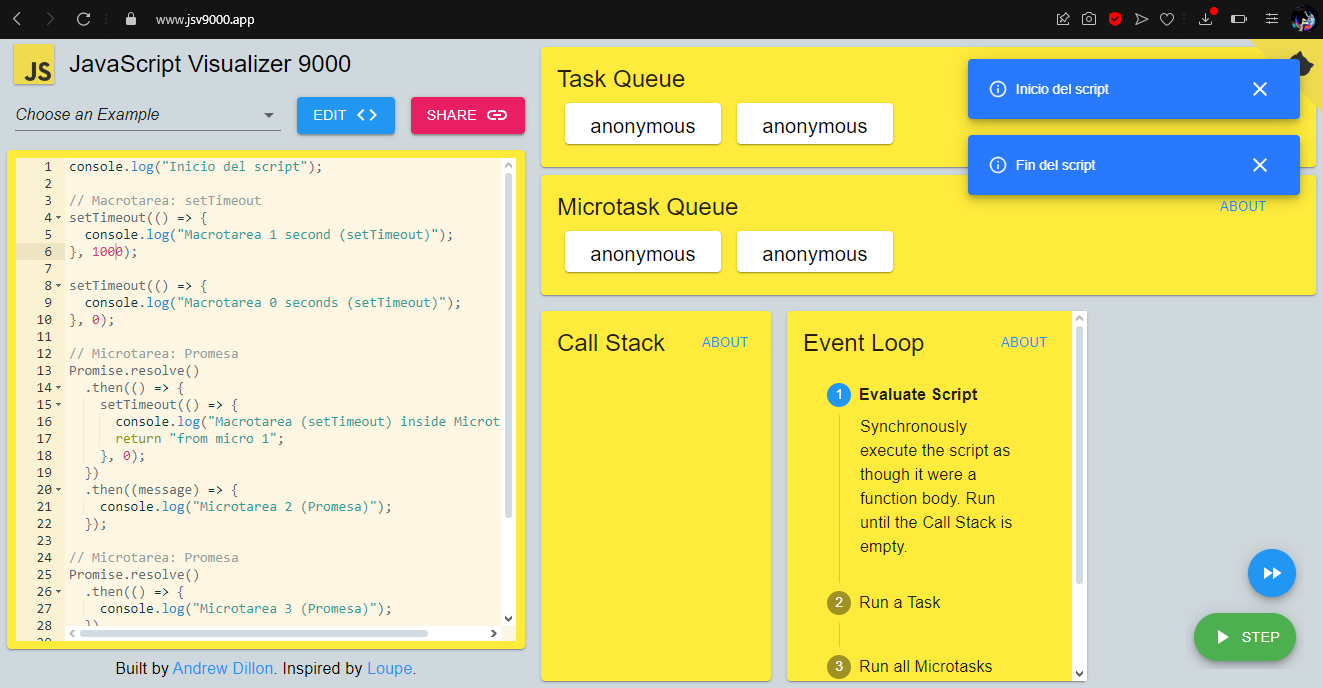 www.jsv9000.app
JS
JavaScript Visualizer 9000
Choose an Example
EDIT
SHARE
1 console.log("Inicio del script");
2
3 // Macrotarea: setTimeout
4 setTimeout(() => {
5   console.log("Macrotarea 1 second (setTimeout)");
6 }, 1000);
7
8 setTimeout(() => {
9   console.log("Macrotarea 0 seconds (setTimeout)");
10 }, 0);
11
12 // Microtarea: Promesa
13 Promise.resolve()
14   .then(() => {
15     setTimeout(() => {
16       console.log("Macrotarea (setTimeout) inside Microt
17       return "from micro 1";
18     }, 0);
19   })
20   .then((message) => {
21     console.log("Microtarea 2 (Promesa)");
22   });
23
24 // Microtarea: Promesa
25 Promise.resolve()
26   .then(() => {
27     console.log("Microtarea 3 (Promesa)");
28   })
Built by Andrew Dillon. Inspired by Loupe.
Task Queue
anonymous
anonymous
Inicio del script
Fin del script
Microtask Queue
ABOUT
anonymous
anonymous
Call Stack
ABOUT
Event Loop
ABOUT
1 Evaluate Script
Synchronously
execute the script as
though it were a
function body. Run
until the Call Stack is
empty.
2 Run a Task
3 Run all Microtasks
STEP